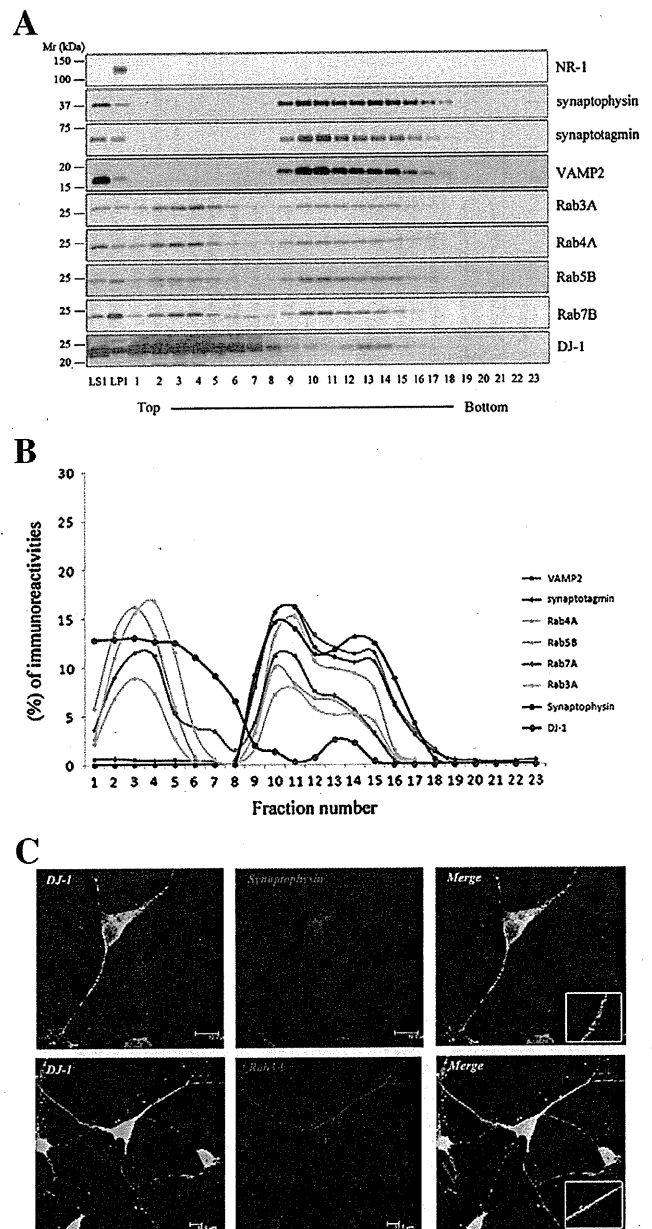 A
Mr (kDa)
150
100
NR-1
37
synaptophysin
75
synaptotagmin
20
15
VAMP2
25
Rab3A
25
Rab4A
25
Rab5B
25
Rab7B
25
20
DJ-1
LS1 LP1 1 2 3 4 5 6 7 8 9 10 11 12 13 14 15 16 17 18 19 20 21 22 23
Top
Bottom
B
(%) of immunoreactivities
30
25
20
15
10
5
0
1 2 3 4 5 6 7 8 9 10 11 12 13 14 15 16 17 18 19 20 21 22 23
Fraction number
VAMP2
synaptotagmin
Rab4A
Rab5B
Rab7A
Rab3A
Synaptophysin
DJ-1
C
DJ-1
Synaptophysin
Merge
DJ-1
Rab3A
Merge